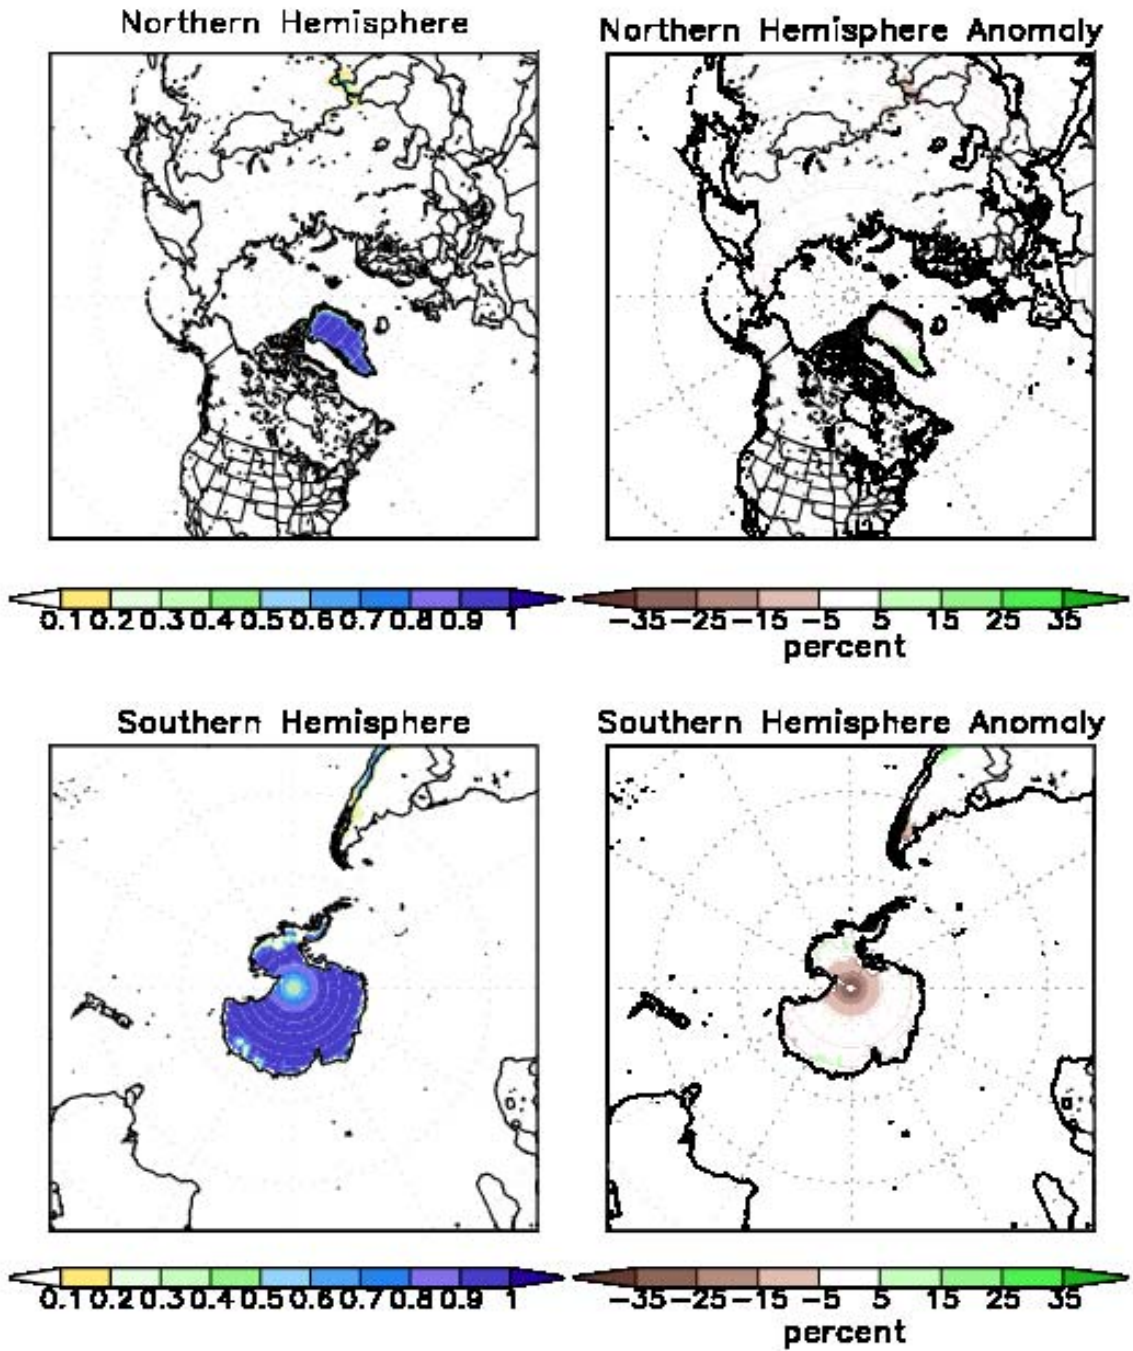 Northern Hemisphere
Northern Hemisphere Anomaly
0.1 0.2 0.3 0.4 0.5 0.6 0.7 0.8 0.9 1
-35 -25 -15 -5 5 15 25 35
percent
Southern Hemisphere
Southern Hemisphere Anomaly
0.1 0.2 0.3 0.4 0.5 0.6 0.7 0.8 0.9 1
-35 -25 -15 -5 5 15 25 35
percent